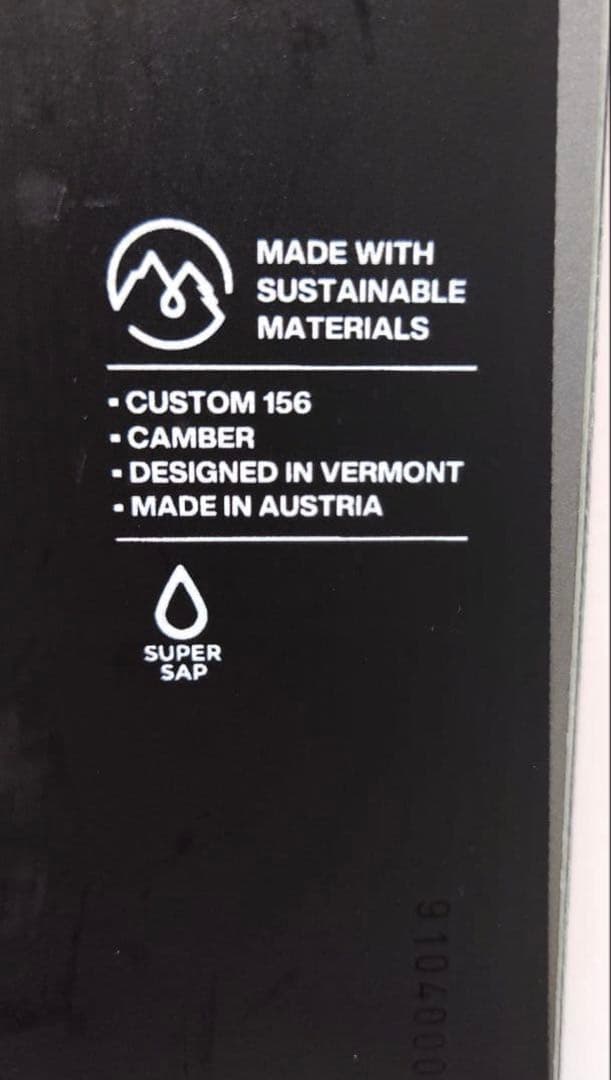 MADE WITH
SUSTAINABLE
MATERIALS
▪ CUSTOM 156
▪ CAMBER
▪ DESIGNED IN VERMONT
▪ MADE IN AUSTRIA
SUPER
SAP
9104000